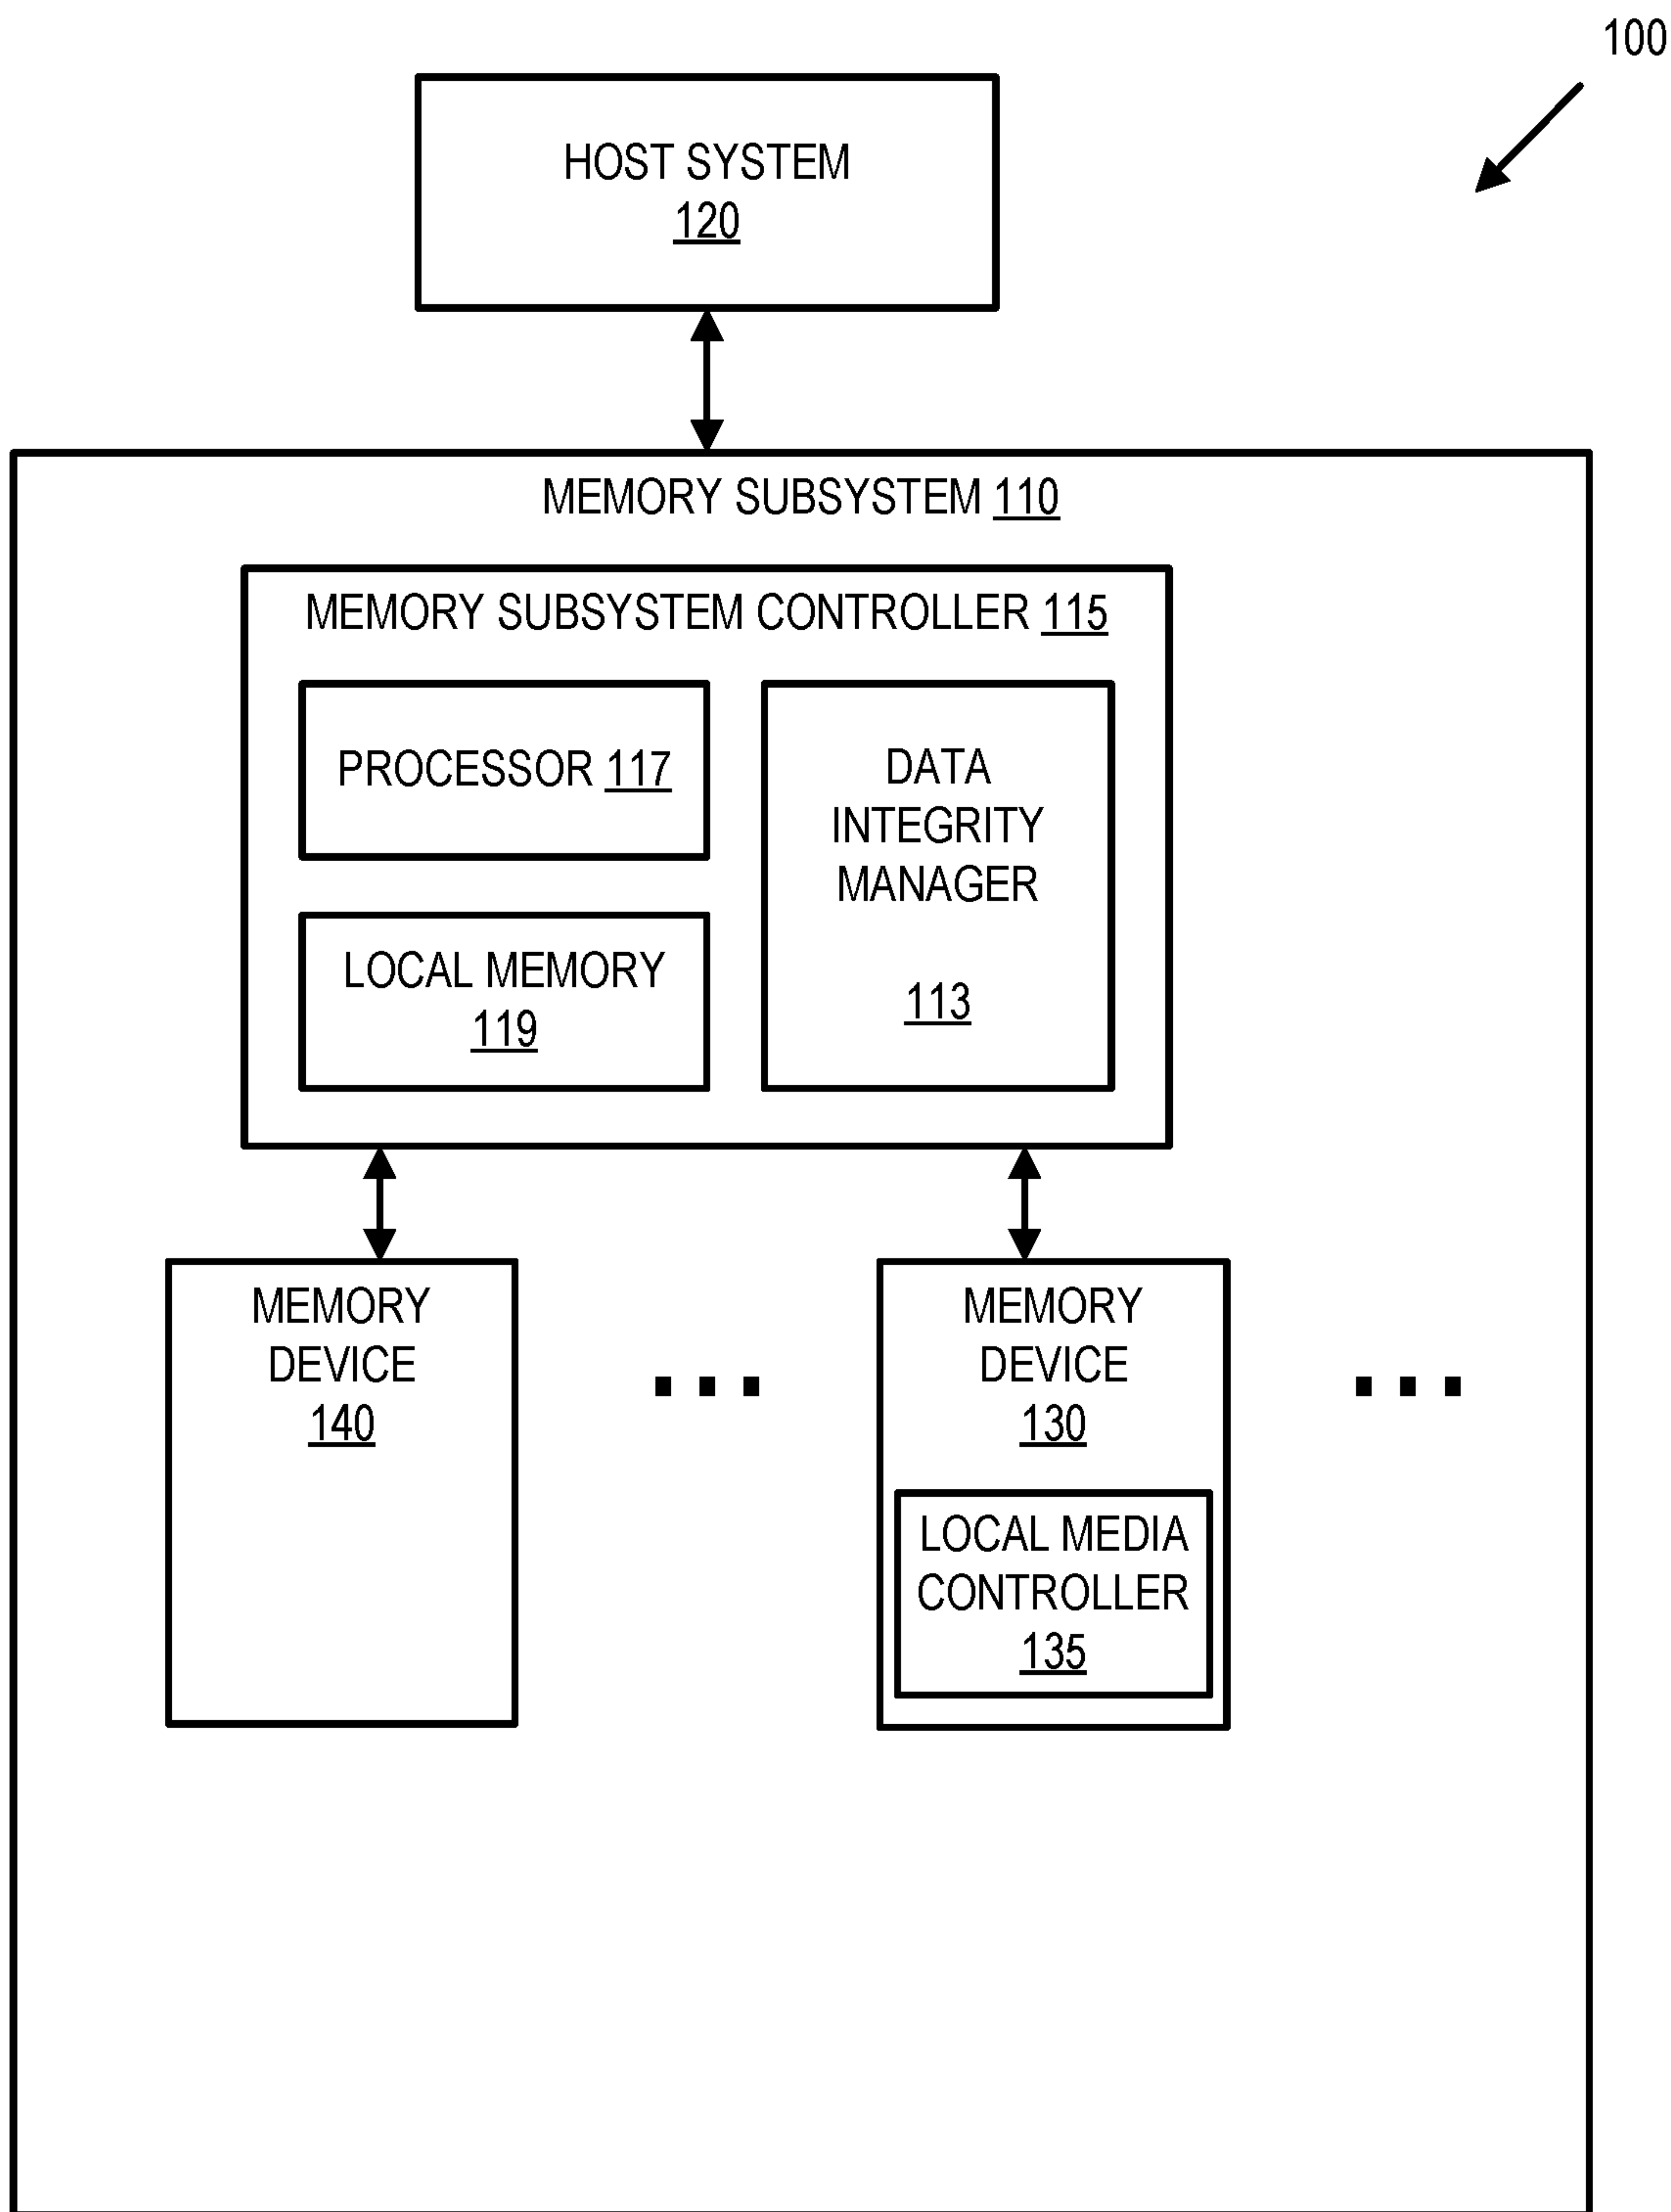 100
HOST SYSTEM
120
MEMORY SUBSYSTEM 110
MEMORY SUBSYSTEM CONTROLLER 115
PROCESSOR 117
LOCAL MEMORY
119
DATA
INTEGRITY
MANAGER
113
MEMORY
DEVICE
140
MEMORY
DEVICE
130
LOCAL MEDIA
CONTROLLER
135